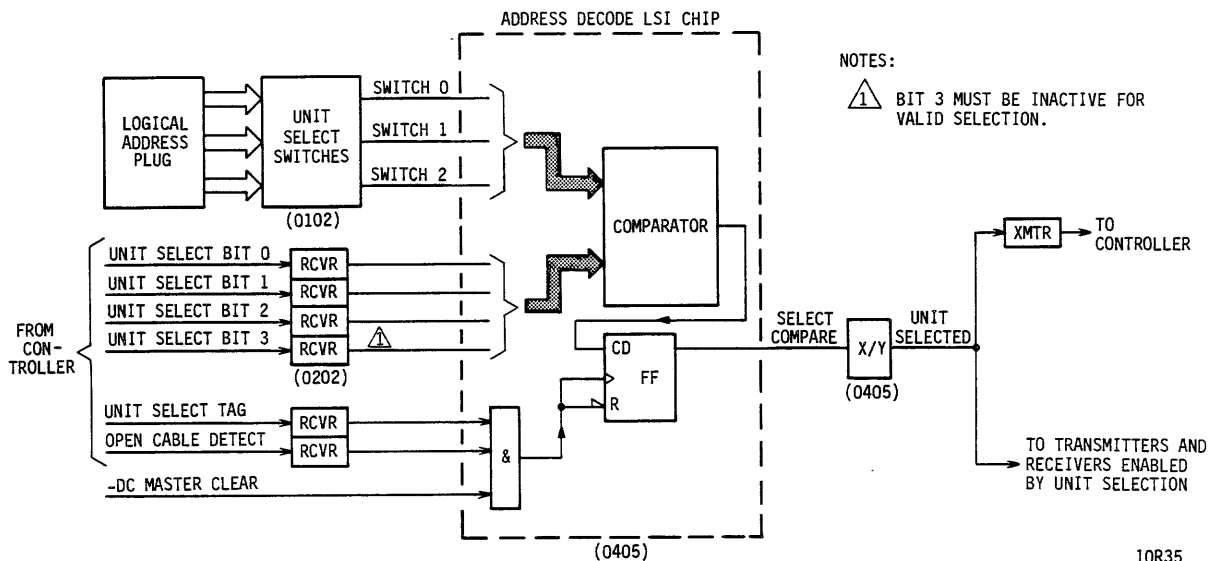 ADDRESS DECODE LSI CHIP
NOTES:
1 BIT 3 MUST BE INACTIVE FOR
VALID SELECTION.
LOGICAL
ADDRESS
PLUG
UNIT
SELECT
SWITCHES
(0102)
SWITCH 0
SWITCH 1
SWITCH 2
COMPARATOR
FROM
CON-
TROLLER
UNIT SELECT BIT 0
RCVR
UNIT SELECT BIT 1
RCVR
UNIT SELECT BIT 2
RCVR
UNIT SELECT BIT 3
RCVR
1
(0202)
UNIT SELECT TAG
RCVR
OPEN CABLE DETECT
RCVR
-DC MASTER CLEAR
&
CD
FF
R
SELECT
COMPARE
X/Y
(0405)
UNIT
SELECTED
XMTR
TO
CONTROLLER
TO TRANSMITTERS AND
RECEIVERS ENABLED
BY UNIT SELECTION
(0405)
10R35